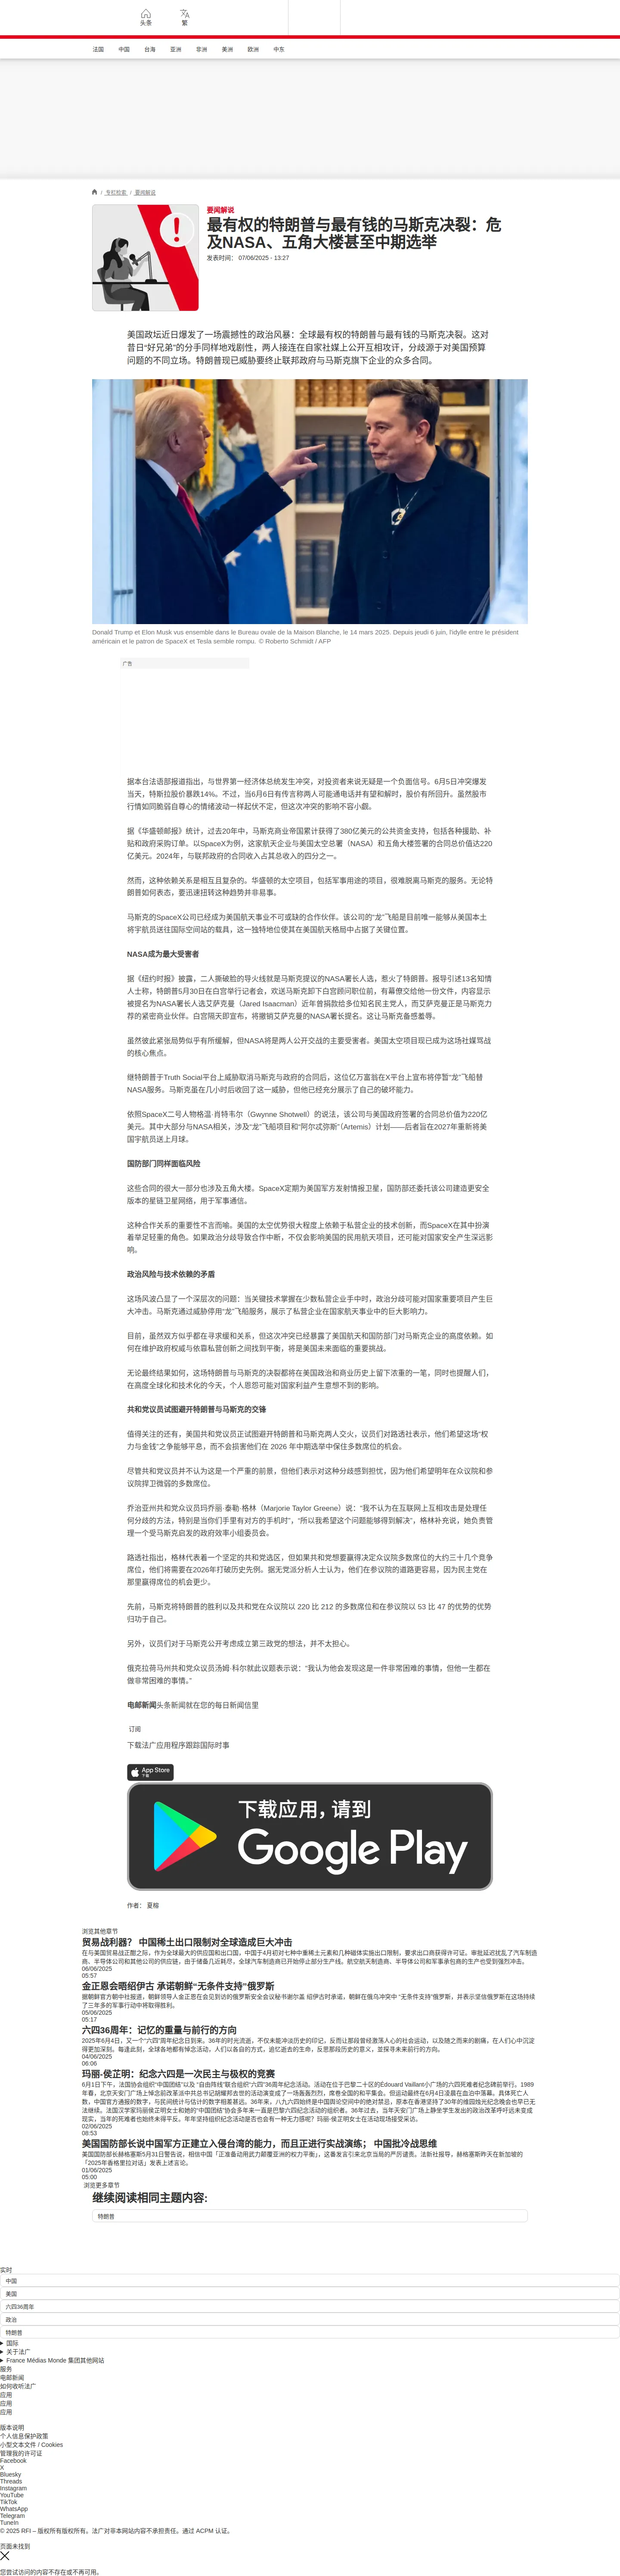 头条
繁
法国 中国 台海 亚洲 非洲 美洲 欧洲 中东
/ 专栏检索 / 要闻解说
要闻解说
最有权的特朗普与最有钱的马斯克决裂：危
及NASA、五角大楼甚至中期选举
发表时间： 07/06/2025 - 13:27
美国政坛近日爆发了一场震撼性的政治风暴：全球最有权的特朗普与最有钱的马斯克决裂。这对
昔日“好兄弟”的分手同样地戏剧性，两人接连在自家社媒上公开互相攻讦，分歧源于对美国预算
问题的不同立场。特朗普现已威胁要终止联邦政府与马斯克旗下企业的众多合同。
Donald Trump et Elon Musk vus ensemble dans le Bureau ovale de la Maison Blanche, le 14 mars 2025. Depuis jeudi 6 juin, l'idylle entre le président
américain et le patron de SpaceX et Tesla semble rompu. © Roberto Schmidt / AFP
广告
据本台法语部报道指出，与世界第一经济体总统发生冲突，对投资者来说无疑是一个负面信号。6月5日冲突爆发
当天，特斯拉股价暴跌14%。不过，当6月6日有传言称两人可能通电话并有望和解时，股价有所回升。虽然股市
行情如同脆弱自尊心的情绪波动一样起伏不定，但这次冲突的影响不容小觑。
据《华盛顿邮报》统计，过去20年中，马斯克商业帝国累计获得了380亿美元的公共资金支持，包括各种援助、补
贴和政府采购订单。以SpaceX为例，这家航天企业与美国太空总署（NASA）和五角大楼签署的合同总价值达220
亿美元。2024年，与联邦政府的合同收入占其总收入的四分之一。
然而，这种依赖关系是相互且复杂的。华盛顿的太空项目，包括军事用途的项目，很难脱离马斯克的服务。无论特
朗普如何表态，要迅速扭转这种趋势并非易事。
马斯克的SpaceX公司已经成为美国航天事业不可或缺的合作伙伴。该公司的“龙”飞船是目前唯一能够从美国本土
将宇航员送往国际空间站的载具，这一独特地位使其在美国航天格局中占据了关键位置。
NASA成为最大受害者
据《纽约时报》披露，二人撕破脸的导火线就是马斯克提议的NASA署长人选，惹火了特朗普。报导引述13名知情
人士称，特朗普5月30日在白宫举行记者会，欢送马斯克卸下白宫顾问职位前，有幕僚交给他一份文件，内容显示
被提名为NASA署长人选艾萨克曼（Jared Isaacman）近年曾捐款给多位知名民主党人，而艾萨克曼正是马斯克力
荐的紧密商业伙伴。白宫隔天即宣布，将撤销艾萨克曼的NASA署长提名。这让马斯克备感羞辱。
虽然彼此紧张局势似乎有所缓解，但NASA将是两人公开交战的主要受害者。美国太空项目现已成为这场社媒骂战
的核心焦点。
继特朗普于Truth Social平台上威胁取消马斯克与政府的合同后，这位亿万富翁在X平台上宣布将停暂“龙”飞船替
NASA服务。马斯克虽在几小时后收回了这一威胁，但他已经充分展示了自己的破坏能力。
依照SpaceX二号人物格温·肖特韦尔（Gwynne Shotwell）的说法，该公司与美国政府签署的合同总价值为220亿
美元。其中大部分与NASA相关，涉及“龙”飞船项目和“阿尔忒弥斯”（Artemis）计划——后者旨在2027年重新将美
国宇航员送上月球。
国防部门同样面临风险
这些合同的很大一部分也涉及五角大楼。SpaceX定期为美国军方发射情报卫星，国防部还委托该公司建造更安全
版本的星链卫星网络，用于军事通信。
这种合作关系的重要性不言而喻。美国的太空优势很大程度上依赖于私营企业的技术创新，而SpaceX在其中扮演
着举足轻重的角色。如果政治分歧导致合作中断，不仅会影响美国的民用航天项目，还可能对国家安全产生深远影
响。
政治风险与技术依赖的矛盾
这场风波凸显了一个深层次的问题：当关键技术掌握在少数私营企业手中时，政治分歧可能对国家重要项目产生巨
大冲击。马斯克通过威胁停用“龙”飞船服务，展示了私营企业在国家航天事业中的巨大影响力。
目前，虽然双方似乎都在寻求缓和关系，但这次冲突已经暴露了美国航天和国防部门对马斯克企业的高度依赖。如
何在维护政府权威与依靠私营创新之间找到平衡，将是美国未来面临的重要挑战。
无论最终结果如何，这场特朗普与马斯克的决裂都将在美国政治和商业历史上留下浓重的一笔，同时也提醒人们，
在高度全球化和技术化的今天，个人恩怨可能对国家利益产生意想不到的影响。
共和党议员试图避开特朗普与马斯克的交锋
值得关注的还有，美国共和党议员正试图避开特朗普和马斯克两人交火，议员们对路透社表示，他们希望这场“权
力与金钱”之争能够平息，而不会损害他们在 2026 年中期选举中保住多数席位的机会。
尽管共和党议员并不认为这是一个严重的前景，但他们表示对这种分歧感到担忧，因为他们希望明年在众议院和参
议院捍卫微弱的多数席位。
乔治亚州共和党众议员玛乔丽·泰勒·格林（Marjorie Taylor Greene）说：“我不认为在互联网上互相攻击是处理任
何分歧的方法，特别是当你们手里有对方的手机时”，“所以我希望这个问题能够得到解决”，格林补充说，她负责管
理一个受马斯克启发的政府效率小组委员会。
路透社指出，格林代表着一个坚定的共和党选区，但如果共和党想要赢得决定众议院多数席位的大约三十几个竞争
席位，他们将需要在2026年打破历史先例。据无党派分析人士认为，他们在参议院的道路更容易，因为民主党在
那里赢得席位的机会更少。
先前，马斯克将特朗普的胜利以及共和党在众议院以 220 比 212 的多数席位和在参议院以 53 比 47 的优势的优势
归功于自己。
另外，议员们对于马斯克公开考虑成立第三政党的想法，并不太担心。
俄克拉荷马州共和党众议员汤姆·科尔就此议题表示说：“我认为他会发现这是一件非常困难的事情，但他一生都在
做非常困难的事情。”
电邮新闻头条新闻就在您的每日新闻信里
订阅
下载法广应用程序跟踪国际时事
App Store
下载
下载应用，请到
Google Play
作者： 夏榕
浏览其他章节
贸易战利器？ 中国稀土出口限制对全球造成巨大冲击
在与美国贸易战正酣之际，作为全球最大的供应国和出口国，中国于4月初对七种中重稀土元素和几种磁体实施出口限制，要求出口商获得许可证。审批延迟扰乱了汽车制造
商、半导体公司和其他公司的供应链，由于储备几近耗尽，全球汽车制造商已开始停止部分生产线。航空航天制造商、半导体公司和军事承包商的生产也受到强烈冲击。
06/06/2025
05:57
金正恩会晤绍伊古 承诺朝鲜“无条件支持”俄罗斯
据朝鲜官方朝中社报道，朝鲜领导人金正恩在会见到访的俄罗斯安全会议秘书谢尔盖 绍伊古时承诺，朝鲜在俄乌冲突中 “无条件支持”俄罗斯，并表示坚信俄罗斯在这场持续
了三年多的军事行动中将取得胜利。
05/06/2025
05:17
六四36周年：记忆的重量与前行的方向
2025年6月4日，又一个“六四”周年纪念日到来。36年的时光流逝，不仅未能冲淡历史的印记，反而让那段曾经激荡人心的社会运动，以及随之而来的剧痛，在人们心中沉淀
得更加深刻。每逢此刻，全球各地都有悼念活动，人们以各自的方式，追忆逝去的生命，反思那段历史的意义，並探寻未来前行的方向。
04/06/2025
06:06
玛丽-侯芷明：纪念六四是一次民主与极权的竞赛
6月1日下午，法国协会组织“中国团结”以及 “自由阵线”联合组织“六四”36周年纪念活动。活动在位于巴黎二十区的Édouard Vaillant小广场的六四死难者纪念碑前举行。1989
年春，北京天安门广场上悼念前改革派中共总书记胡耀邦去世的活动演变成了一场轰轰烈烈，席卷全国的和平集会。但运动最终在6月4日凌晨在血泊中落幕。具体死亡人
数，中国官方通报的数字，与民间统计与估计的数字相差甚远。36年来，八九六四始终是中国舆论空间中的绝对禁忌，原本在香港坚持了30年的维园烛光纪念晚会也早已无
法继续。法国汉学家玛丽侯芷明女士和她的“中国团结”协会多年来一直是巴黎六四纪念活动的组织者。36年过去，当年天安门广场上静坐学生发出的政治改革呼吁远未变成
现实，当年的死难者也始终未得平反。年年坚持组织纪念活动是否也会有一种无力感呢？玛丽-侯芷明女士在活动现场接受采访。
02/06/2025
08:53
美国国防部长说中国军方正建立入侵台湾的能力，而且正进行实战演练； 中国批冷战思维
美国国防部长赫格塞斯5月31日警告说，相信中国「正准备动用武力颠覆亚洲的权力平衡」，这番发言引来北京当局的严厉谴责。法新社报导，赫格塞斯昨天在新加坡的
「2025年香格里拉对话」发表上述言论。
01/06/2025
05:00
浏览更多章节
继续阅读相同主题内容:
特朗普
实时
中国
美国
六四36周年
政治
特朗普
国际
关于法广
France Médias Monde 集团其他网站
服务
电邮新闻
如何收听法广
应用
应用
应用
版本说明
个人信息保护政策
小型文本文件 / Cookies
管理我的许可证
Facebook
X
Bluesky
Threads
Instagram
YouTube
TikTok
WhatsApp
Telegram
TuneIn
© 2025 RFI – 版权所有版权所有。法广对非本网站内容不承担责任。通过 ACPM 认证。
页面未找到
您尝试访问的内容不存在或不再可用。